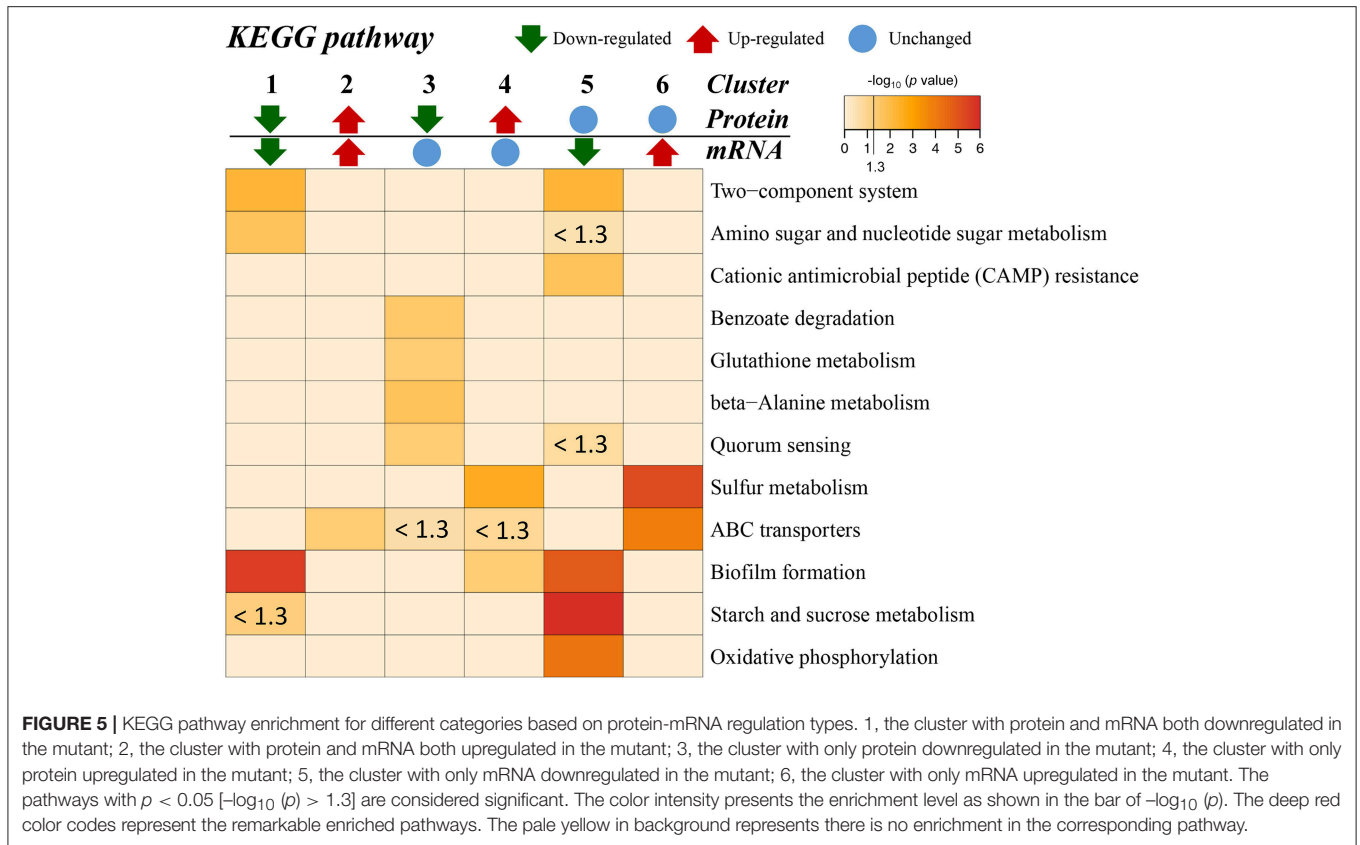 KEGG pathway
Down-regulated
Up-regulated
Unchanged
1 2 3 4 5 6 Cluster
Protein
mRNA
-log10 (p value)
0 1 2 3 4 5 6
1.3
Two−component system
< 1.3 Amino sugar and nucleotide sugar metabolism
Cationic antimicrobial peptide (CAMP) resistance
Benzoate degradation
Glutathione metabolism
beta−Alanine metabolism
< 1.3 Quorum sensing
Sulfur metabolism
< 1.3 < 1.3 ABC transporters
Biofilm formation
< 1.3 Starch and sucrose metabolism
Oxidative phosphorylation
FIGURE 5 | KEGG pathway enrichment for different categories based on protein-mRNA regulation types. 1, the cluster with protein and mRNA both downregulated in
the mutant; 2, the cluster with protein and mRNA both upregulated in the mutant; 3, the cluster with only protein downregulated in the mutant; 4, the cluster with only
protein upregulated in the mutant; 5, the cluster with only mRNA downregulated in the mutant; 6, the cluster with only mRNA upregulated in the mutant. The
pathways with p < 0.05 [–log10 (p) > 1.3] are considered significant. The color intensity presents the enrichment level as shown in the bar of –log10 (p). The deep red
color codes represent the remarkable enriched pathways. The pale yellow in background represents there is no enrichment in the corresponding pathway.